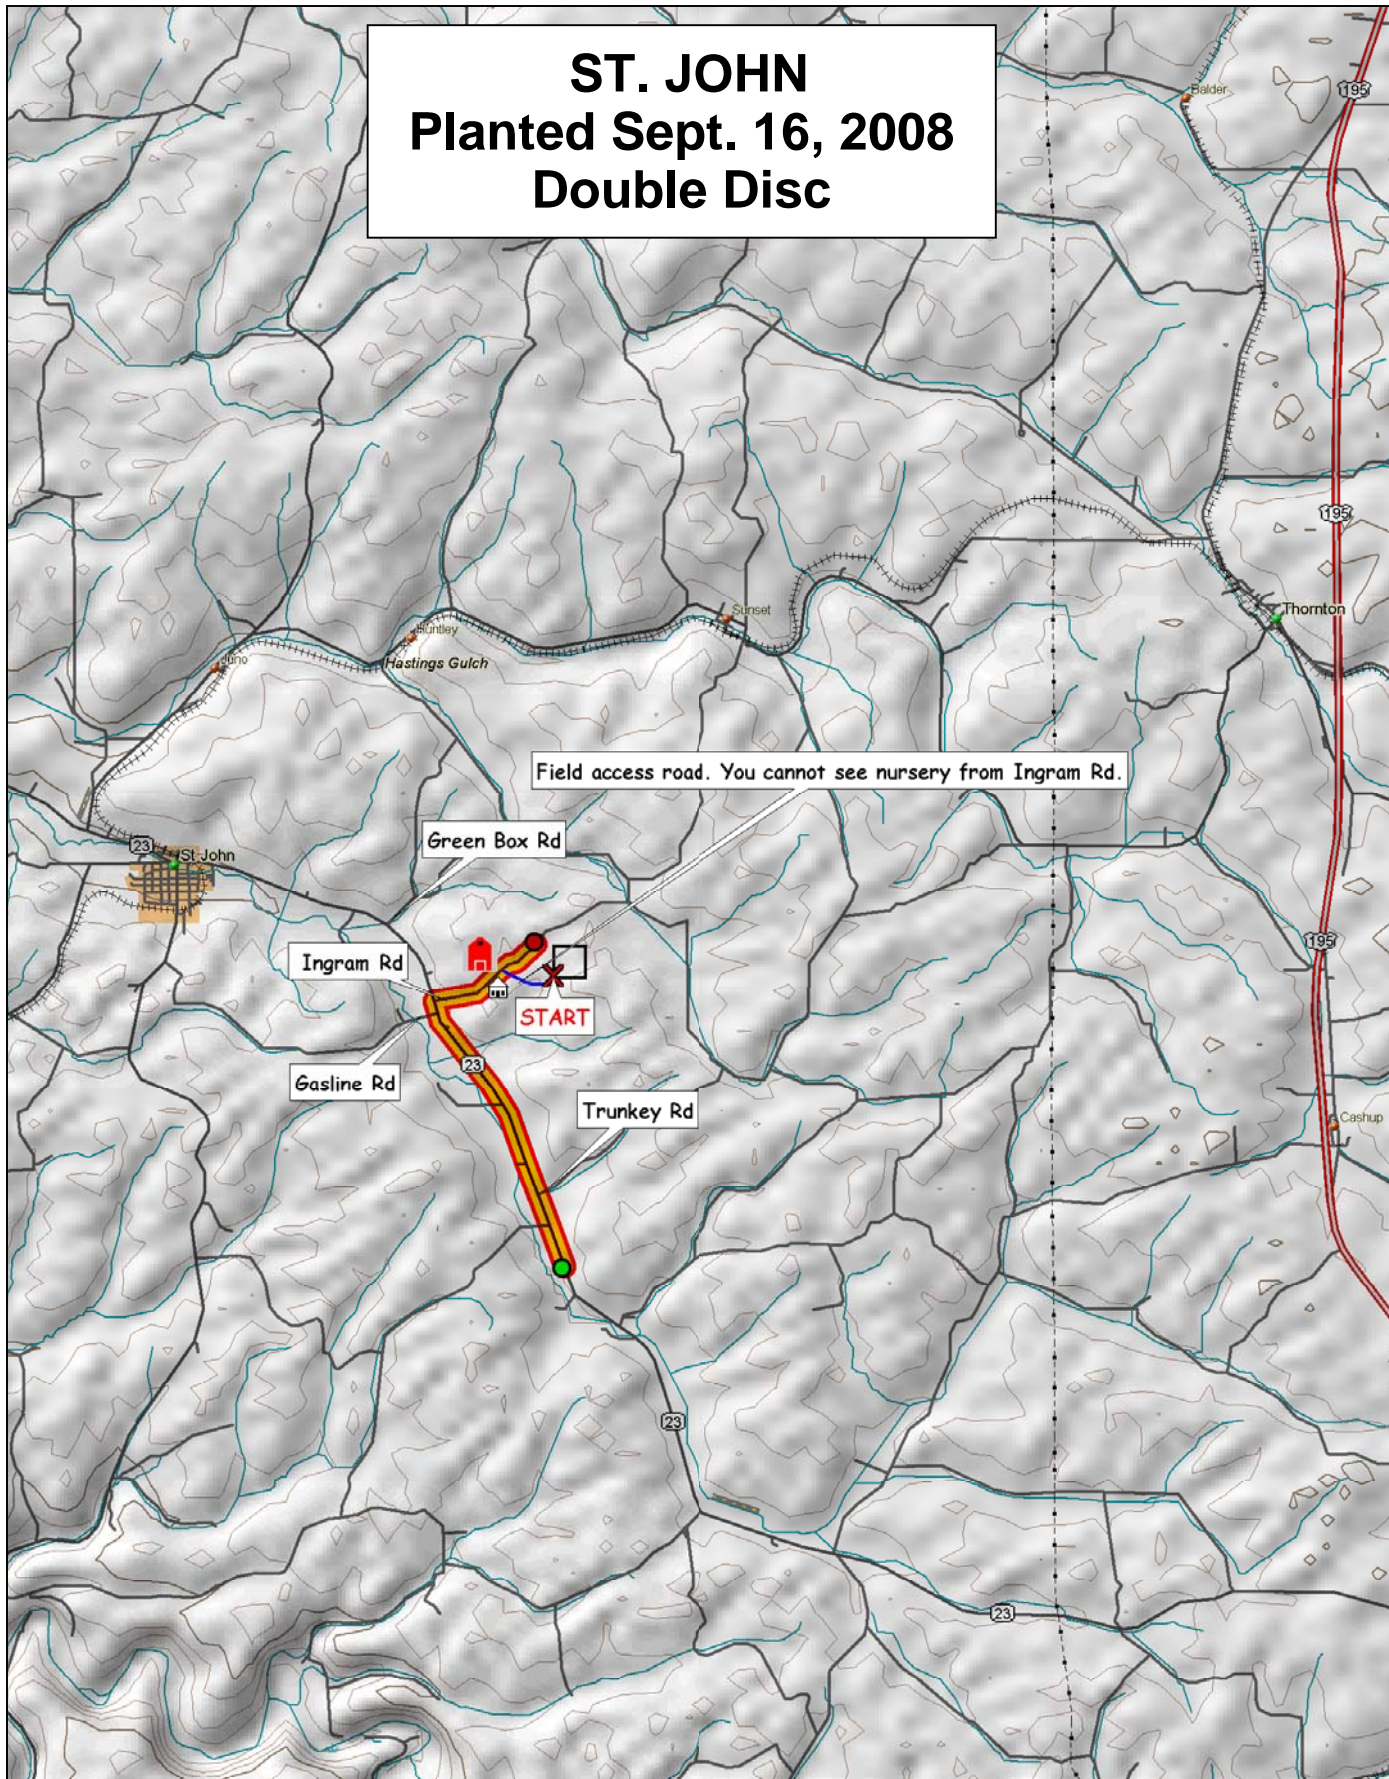 ST. JOHN
Planted Sept. 16, 2008
Double Disc
195
Balder
195
Thornton
Sunset
Huntley
Hastings Gulch
Juno
Field access road. You cannot see nursery from Ingram Rd.
Green Box Rd
23
St John
195
Ingram Rd
START
23
Gasline Rd
Trunkey Rd
Cashup
23
23